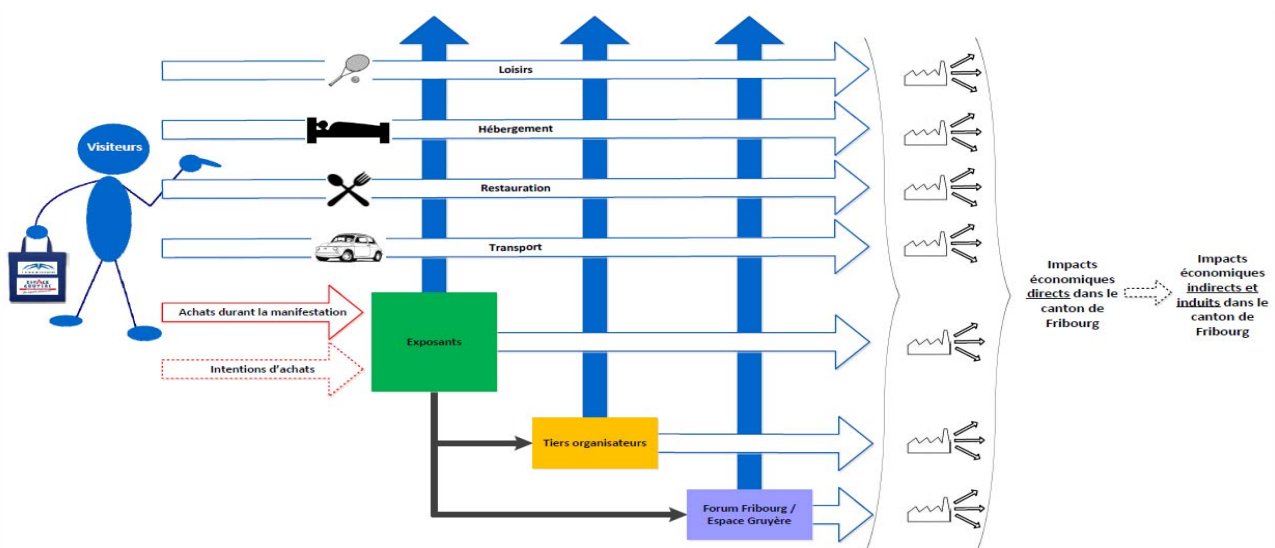 Loisirs
Visiteurs
Hébergement
Restauration
Transport
Achats durant la manifestation
Intentions d'achats
Exposants
Tiers organisateurs
Forum Fribourg /
Espace Gruyère
Impacts
économiques
directs dans le
canton de
Fribourg
Impacts
économiques
indirects et
induits dans le
canton de
Fribourg